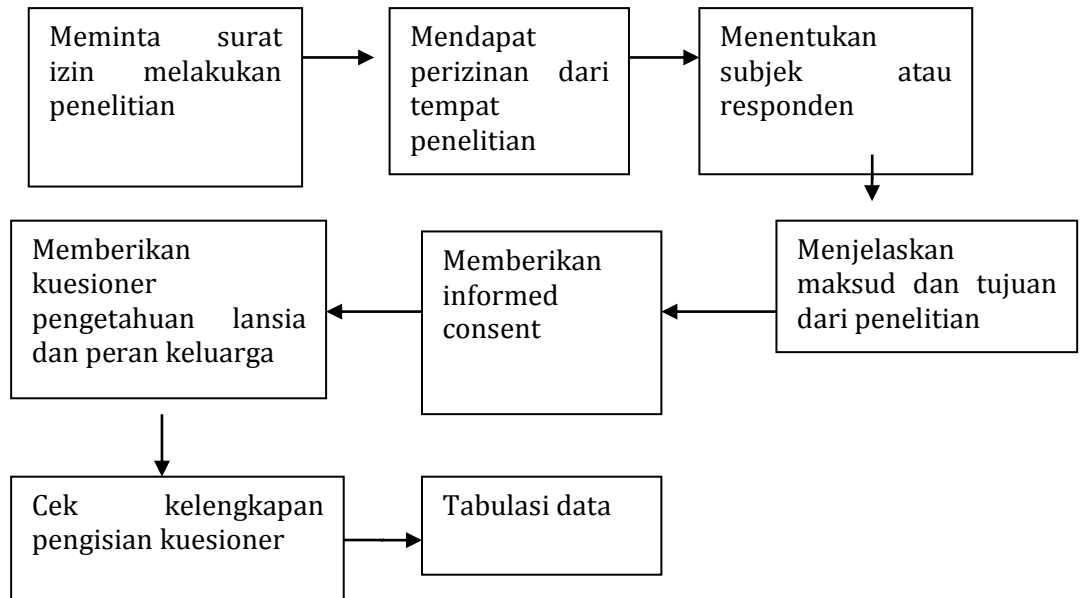 Meminta surat
izin melakukan
penelitian
Mendapat
perizinan dari
tempat
penelitian
Menentukan
subjek atau
responden
Menjelaskan
maksud dan tujuan
dari penelitian
Memberikan
informed
consent
Memberikan
kuesioner
pengetahuan lansia
dan peran keluarga
Cek kelengkapan
pengisian kuesioner
Tabulasi data